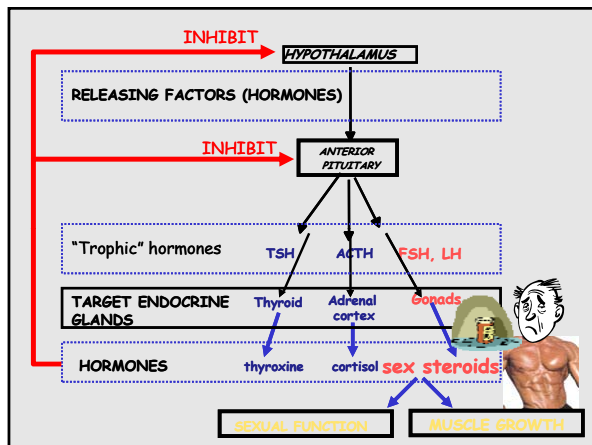 INHIBIT
HYPOTHALAMUS
RELEASING FACTORS (HORMONES)
INHIBIT
ANTERIOR
PITUITARY
“Trophic” hormones
TSH ACTH FSH, LH
TARGET ENDOCRINE
GLANDS
Thyroid Adrenal
cortex
Gonads
HORMONES thyroxine cortisol sex steroids
SEXUAL FUNCTION MUSCLE GROWTH